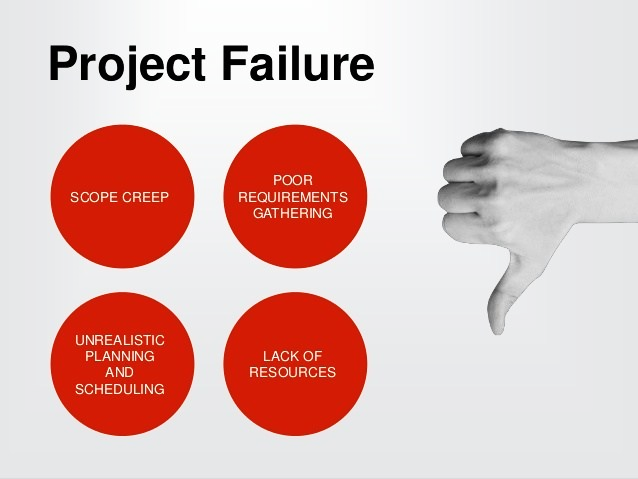 Project Failure
SCOPE CREEP
POOR
REQUIREMENTS
GATHERING
UNREALISTIC
PLANNING
AND
SCHEDULING
LACK OF
RESOURCES